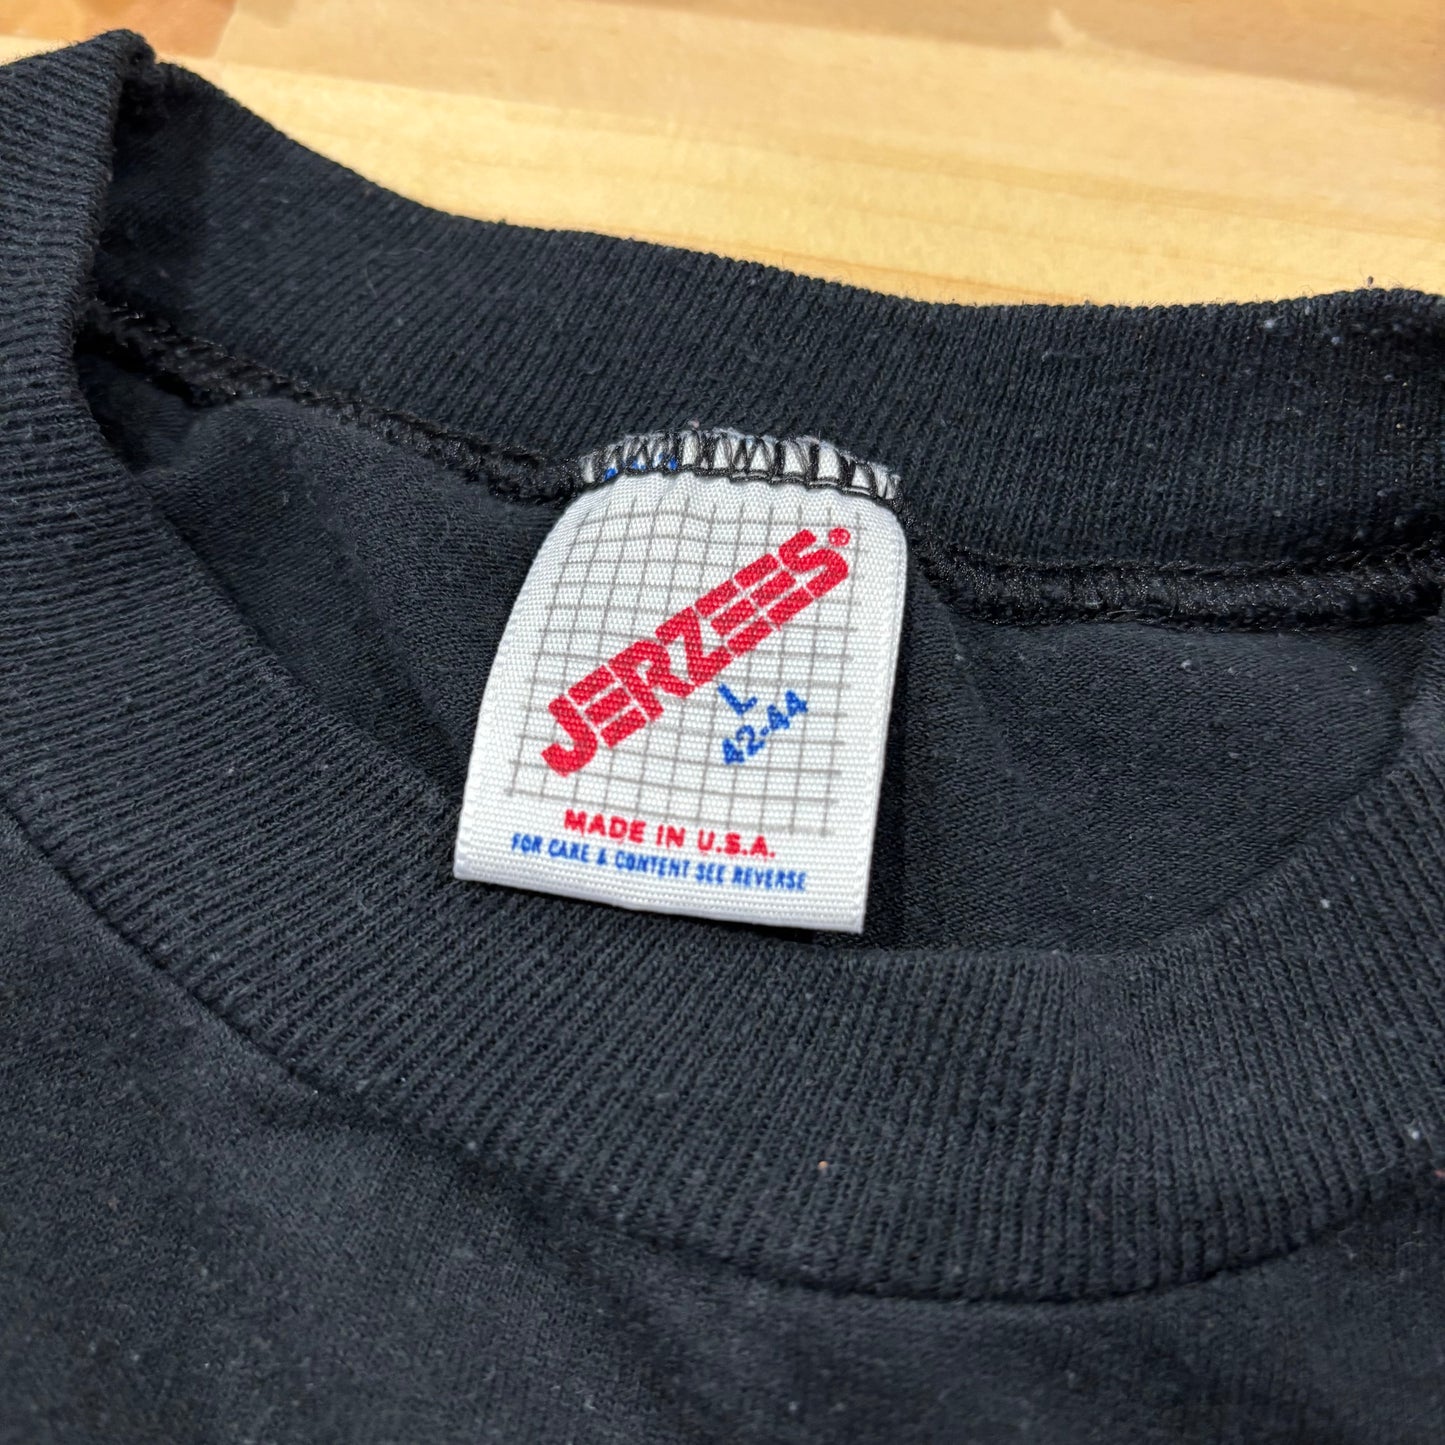 JERZEES®
L
42-44
MADE IN U.S.A.
FOR CARE & CONTENT SEE REVERSE